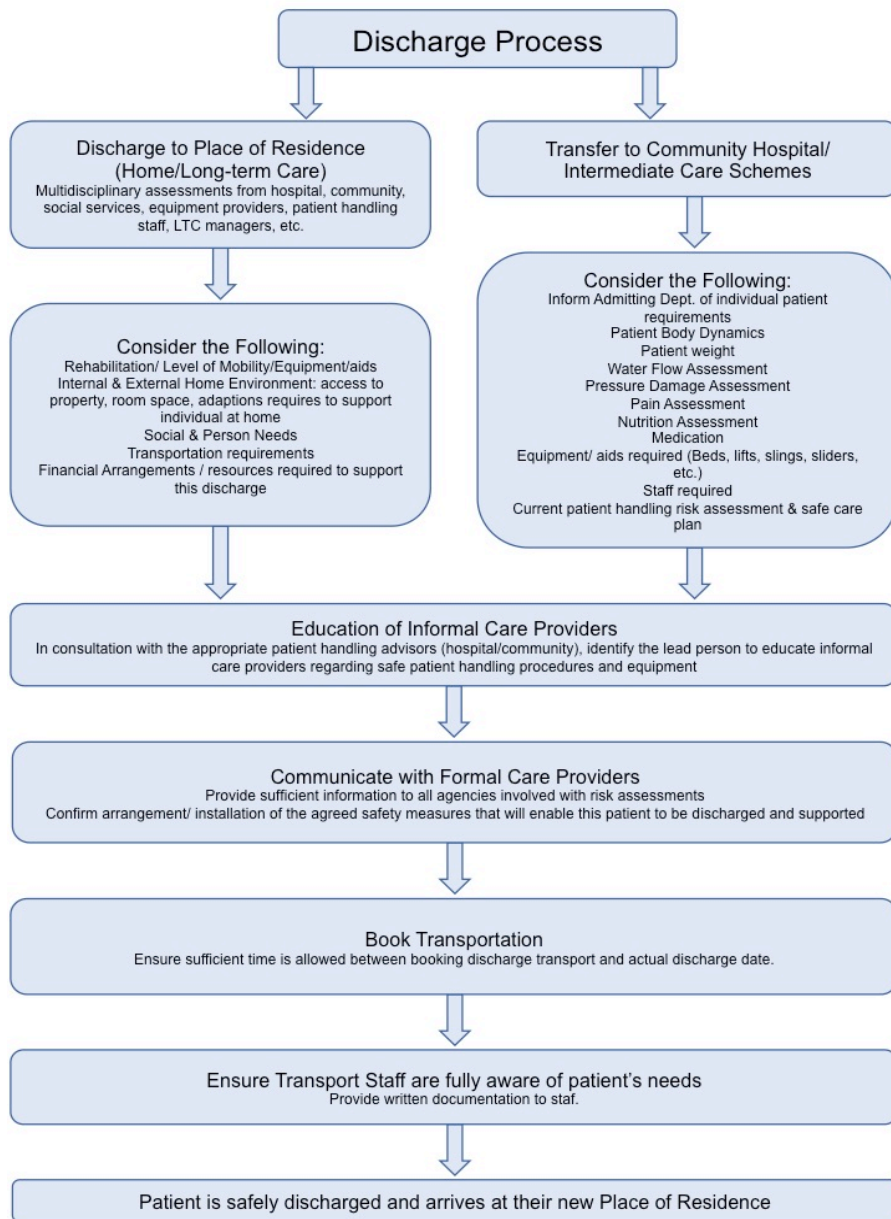 Discharge Process
Discharge to Place of Residence
(Home/Long-term Care)
Multidisciplinary assessments from hospital, community,
social services, equipment providers, patient handling
staff, LTC managers, etc.
Transfer to Community Hospital/
Intermediate Care Schemes
Consider the Following:
Rehabilitation/ Level of Mobility/Equipment/aids
Internal & External Home Environment: access to
property, room space, adaptions requires to support
individual at home
Social & Person Needs
Transportation requirements
Financial Arrangements / resources required to support
this discharge
Consider the Following:
Inform Admitting Dept. of individual patient
requirements
Patient Body Dynamics
Patient weight
Water Flow Assessment
Pressure Damage Assessment
Pain Assessment
Nutrition Assessment
Medication
Equipment/ aids required (Beds, lifts, slings, sliders,
etc.)
Staff required
Current patient handling risk assessment & safe care
plan
Education of Informal Care Providers
In consultation with the appropriate patient handling advisors (hospital/community), identify the lead person to educate informal
care providers regarding safe patient handling procedures and equipment
Communicate with Formal Care Providers
Provide sufficient information to all agencies involved with risk assessments
Confirm arrangement/ installation of the agreed safety measures that will enable this patient to be discharged and supported
Book Transportation
Ensure sufficient time is allowed between booking discharge transport and actual discharge date.
Ensure Transport Staff are fully aware of patient's needs
Provide written documentation to staf.
Patient is safely discharged and arrives at their new Place of Residence